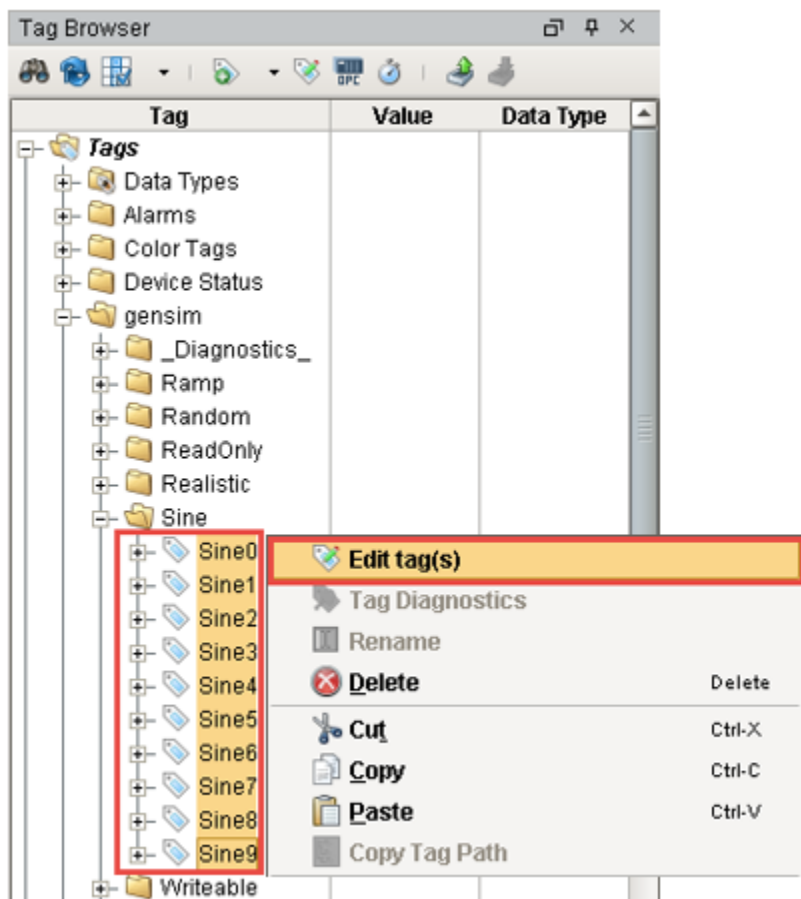 Tag Browser
OPC
Tag Value Data Type
Tags
Data Types
Alarms
Color Tags
Device Status
gensim
_Diagnostics_
Ramp
Random
ReadOnly
Realistic
Sine
Sine0 Edit tag(s)
Sine1 Tag Diagnostics
Sine2 Rename
Sine3
Sine4 Delete Delete
Sine5 Cut Ctrl-X
Sine6 Copy Ctrl-C
Sine7 Paste Ctrl-V
Sine8
Sine9 Copy Tag Path
Writeable